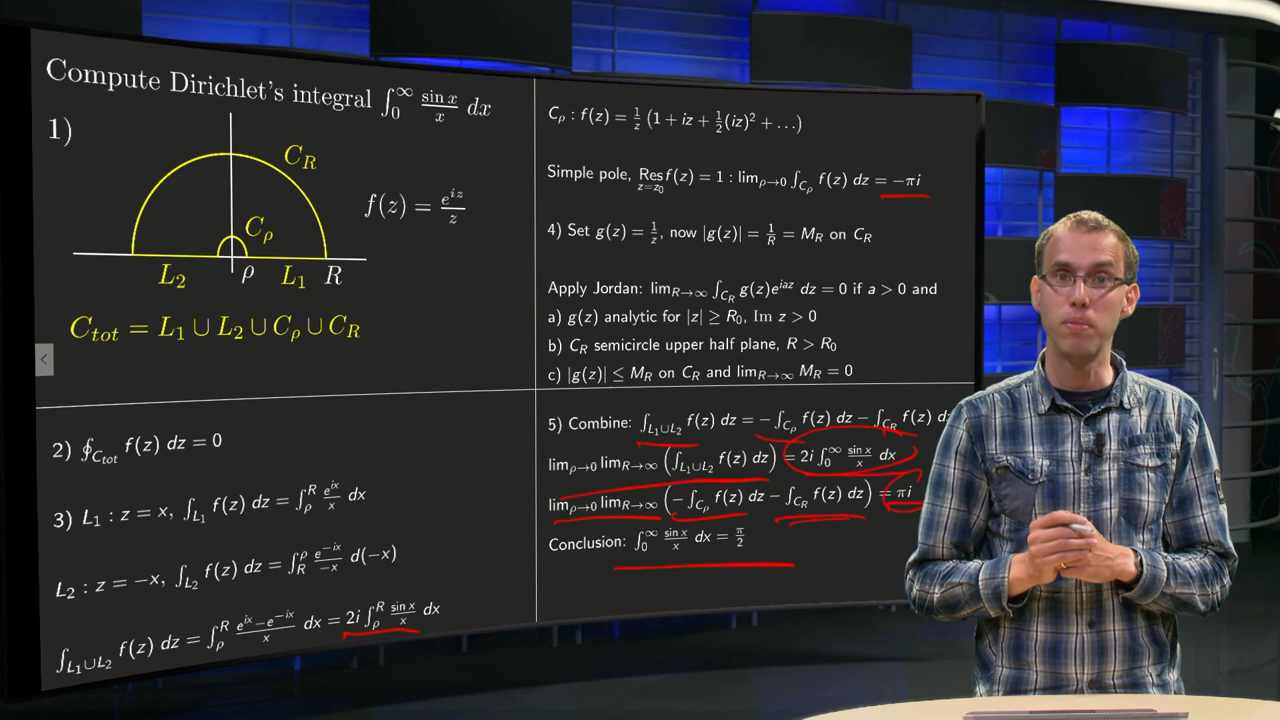 Compute Dirichlet's integral ∫₀^∞ sin x/x dx
1)
C_R
f(z) = e^{iz}/z
C_ρ
L₂ ρ L₁ R
C_{tot} = L₁ ∪ L₂ ∪ C_ρ ∪ C_R
2) ∮_{C_{tot}} f(z) dz = 0
3) L₁ : z = x, ∫_{L₁} f(z) dz = ∫_ρ^R e^{ix}/x dx
L₂ : z = −x, ∫_{L₂} f(z) dz = ∫_R^ρ e^{−ix}/−x d(−x)
∫_{L₁∪L₂} f(z) dz = ∫_ρ^R (e^{ix}−e^{−ix})/x dx = 2i ∫_ρ^R sin x/x dx
C_ρ : f(z) = 1/z (1 + iz + 1/2(iz)² + …)
Simple pole, Res_{z=z₀} f(z) = 1 : lim_{ρ→0} ∫_{C_ρ} f(z) dz = −πi
4) Set g(z) = 1/z, now |g(z)| = 1/R = M_R on C_R
Apply Jordan: lim_{R→∞} ∫_{C_R} g(z)e^{iaz} dz = 0 if a > 0 and
a) g(z) analytic for |z| ≥ R₀, Im z > 0
b) C_R semicircle upper half plane, R > R₀
c) |g(z)| ≤ M_R on C_R and lim_{R→∞} M_R = 0
5) Combine: ∫_{L₁∪L₂} f(z) dz = −∫_{C_ρ} f(z) dz − ∫_{C_R} f(z) dz
lim_{ρ→0} lim_{R→∞} (∫_{L₁∪L₂} f(z) dz) = 2i ∫₀^∞ sin x/x dx
lim_{ρ→0} lim_{R→∞} (−∫_{C_ρ} f(z) dz − ∫_{C_R} f(z) dz) = πi
Conclusion: ∫₀^∞ sin x/x dx = π/2